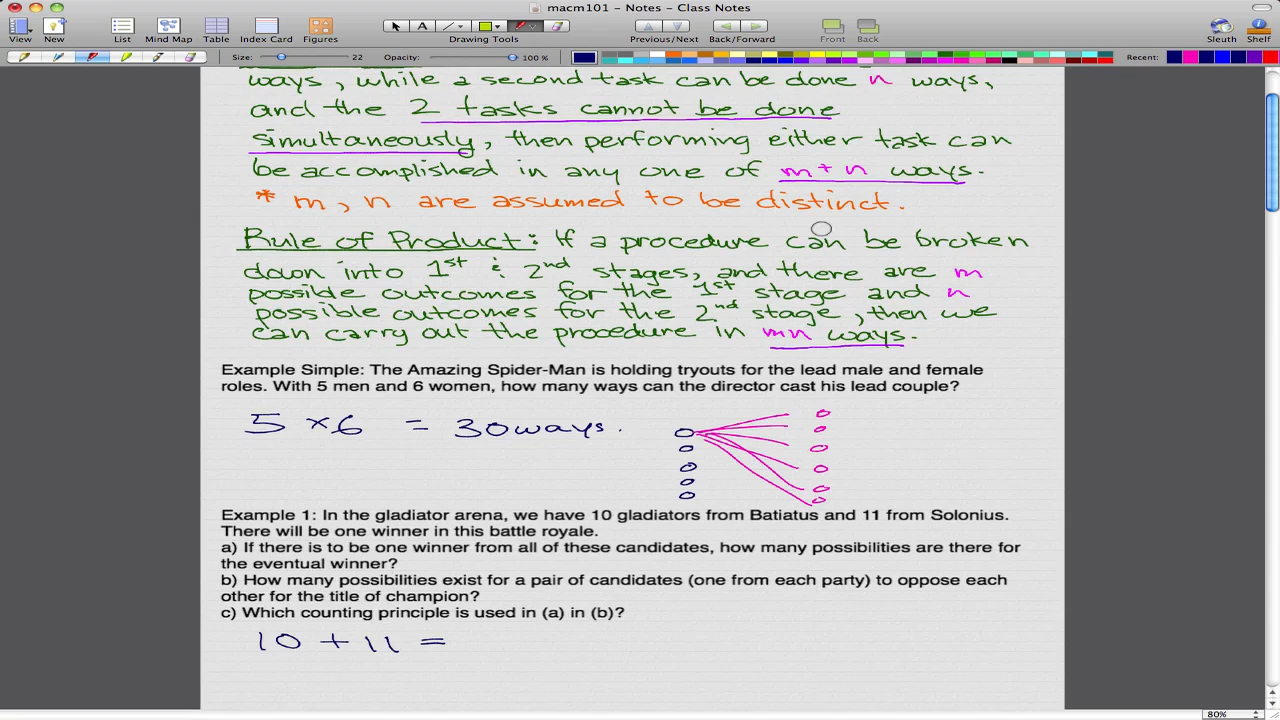 macm101 - Notes - Class Notes
View New List Mind Map Table Index Card Figures Drawing Tools Previous/Next Back/Forward Front Back Sleuth Shelf
Size: 22 Opacity: 100 % Recent:
ways, while a second task can be done n ways,
and the 2 tasks cannot be done
simultaneously, then performing either task can
be accomplished in any one of m + n ways.
* m, n are assumed to be distinct.
Rule of Product: If a procedure can be broken
down into 1st & 2nd stages, and there are m
possible outcomes for the 1st stage and n
possible outcomes for the 2nd stage, then we
can carry out the procedure in mn ways.
Example Simple: The Amazing Spider-Man is holding tryouts for the lead male and female
roles. With 5 men and 6 women, how many ways can the director cast his lead couple?
5 × 6 = 30 ways.
Example 1: In the gladiator arena, we have 10 gladiators from Batiatus and 11 from Solonius.
There will be one winner in this battle royale.
a) If there is to be one winner from all of these candidates, how many possibilities are there for
the eventual winner?
b) How many possibilities exist for a pair of candidates (one from each party) to oppose each
other for the title of champion?
c) Which counting principle is used in (a) in (b)?
10 + 11 =
80%